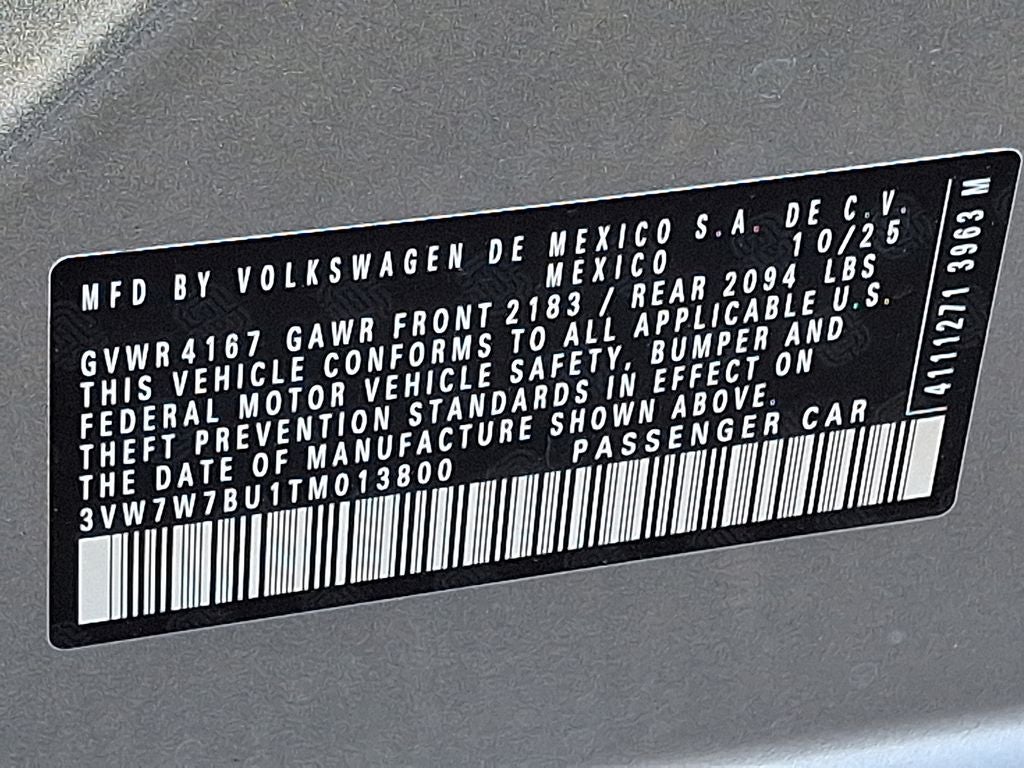 MFD BY VOLKSWAGEN DE MEXICO S.A. DE C.V.
MEXICO 10/25
GVWR 4167 GAWR FRONT 2183 / REAR 2094 LBS
THIS VEHICLE CONFORMS TO ALL APPLICABLE U.S.
FEDERAL MOTOR VEHICLE SAFETY, BUMPER AND
THEFT PREVENTION STANDARDS IN EFFECT ON
THE DATE OF MANUFACTURE SHOWN ABOVE.
3VW7W7BU1TM013800 PASSENGER CAR
4111271 3963 M